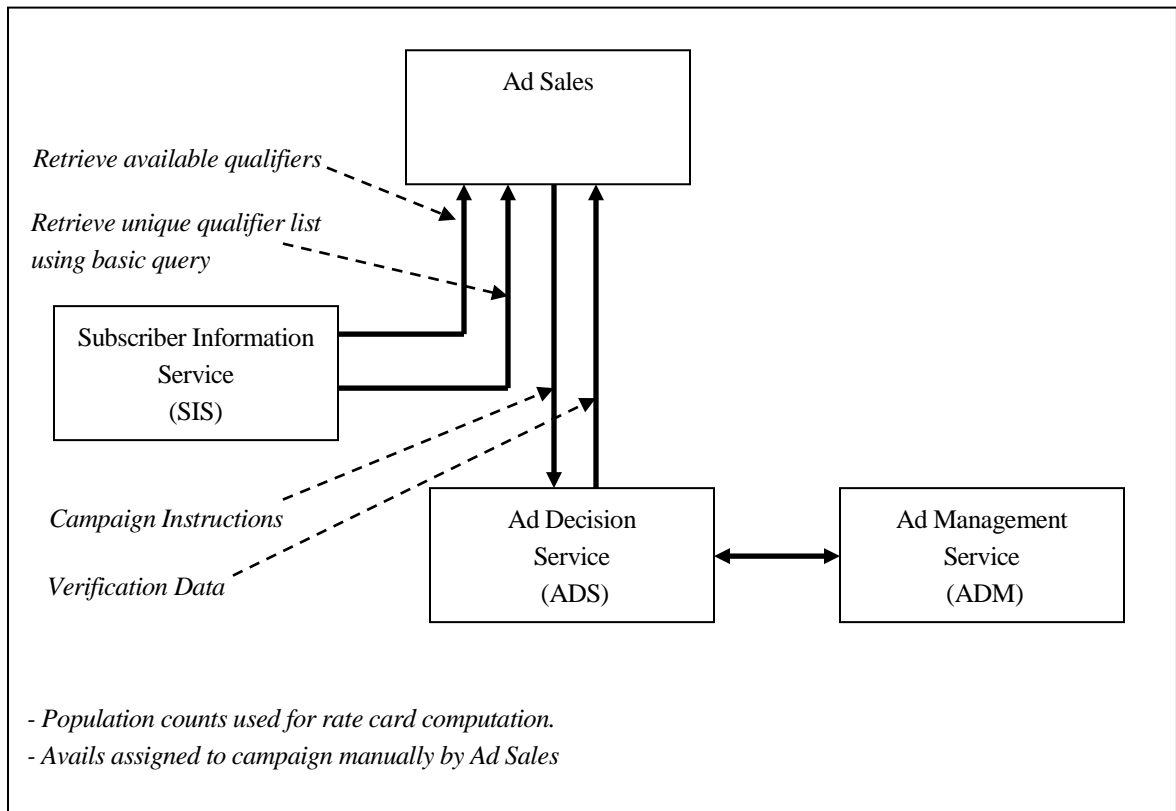 Ad Sales
Retrieve available qualifiers
Retrieve unique qualifier list
using basic query
Subscriber Information
Service
(SIS)
Campaign Instructions
Verification Data
Ad Decision
Service
(ADS)
Ad Management
Service
(ADM)
- Population counts used for rate card computation.
- Avails assigned to campaign manually by Ad Sales